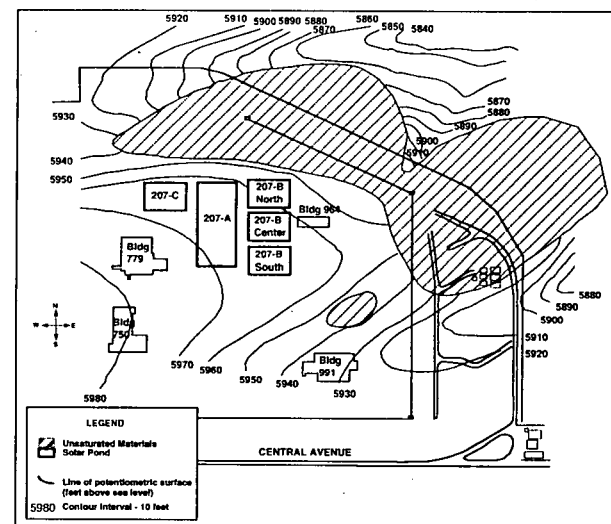 5920
5910
5900
5890
5880
5870
5860
5850
5840
5870
5880
5890
5900
5910
5930
5940
5950
207-C
207-A
207-B
North
207-B
Center
207-B
South
Bldg 964
Bldg
779
Bldg
750
N
W E
S
5880
5890
5900
5910
5920
5970
5960
5950
5940
Bldg
991
5930
5980
LEGEND
Unsaturated Materials
Solar Pond
Line of potentiometric surface
(feet above sea level)
5980 Contour Interval - 10 feet
CENTRAL AVENUE